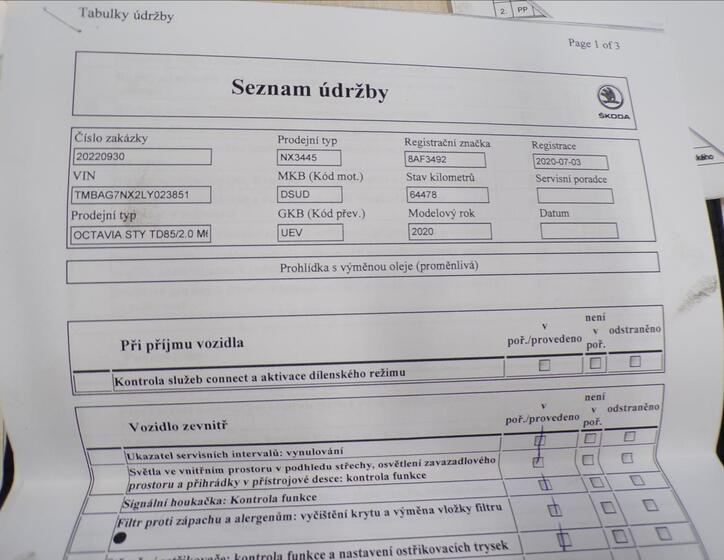 Tabulky údržby
2. PP
Page 1 of 3
Seznam údržby
ŠKODA
Číslo zakázky Prodejní typ Registrační značka Registrace
20220930 NX3445 8AF3492 2020-07-03
VIN MKB (Kód mot.) Stav kilometrů Servisní poradce
TMBAG7NX2LY023851 DSUD 64478
Prodejní typ GKB (Kód přev.) Modelový rok Datum
OCTAVIA STY TD85/2.0 M6 UEV 2020
Prohlídka s výměnou oleje (proměnlivá)
Při příjmu vozidla v poř./provedeno není v poř. odstraněno
Kontrola služeb connect a aktivace dílenského režimu
Vozidlo zevnitř v poř./provedeno není v poř. odstraněno
Ukazatel servisních intervalů: vynulování
Světla ve vnitřním prostoru v podhledu střechy, osvětlení zavazadlového
prostoru a přihrádky v přístrojové desce: kontrola funkce
Signální houkačka: Kontrola funkce
Filtr proti zápachu a alergenům: vyčištění krytu a výměna vložky filtru
kontrola funkce a nastavení ostřikovacích trysek